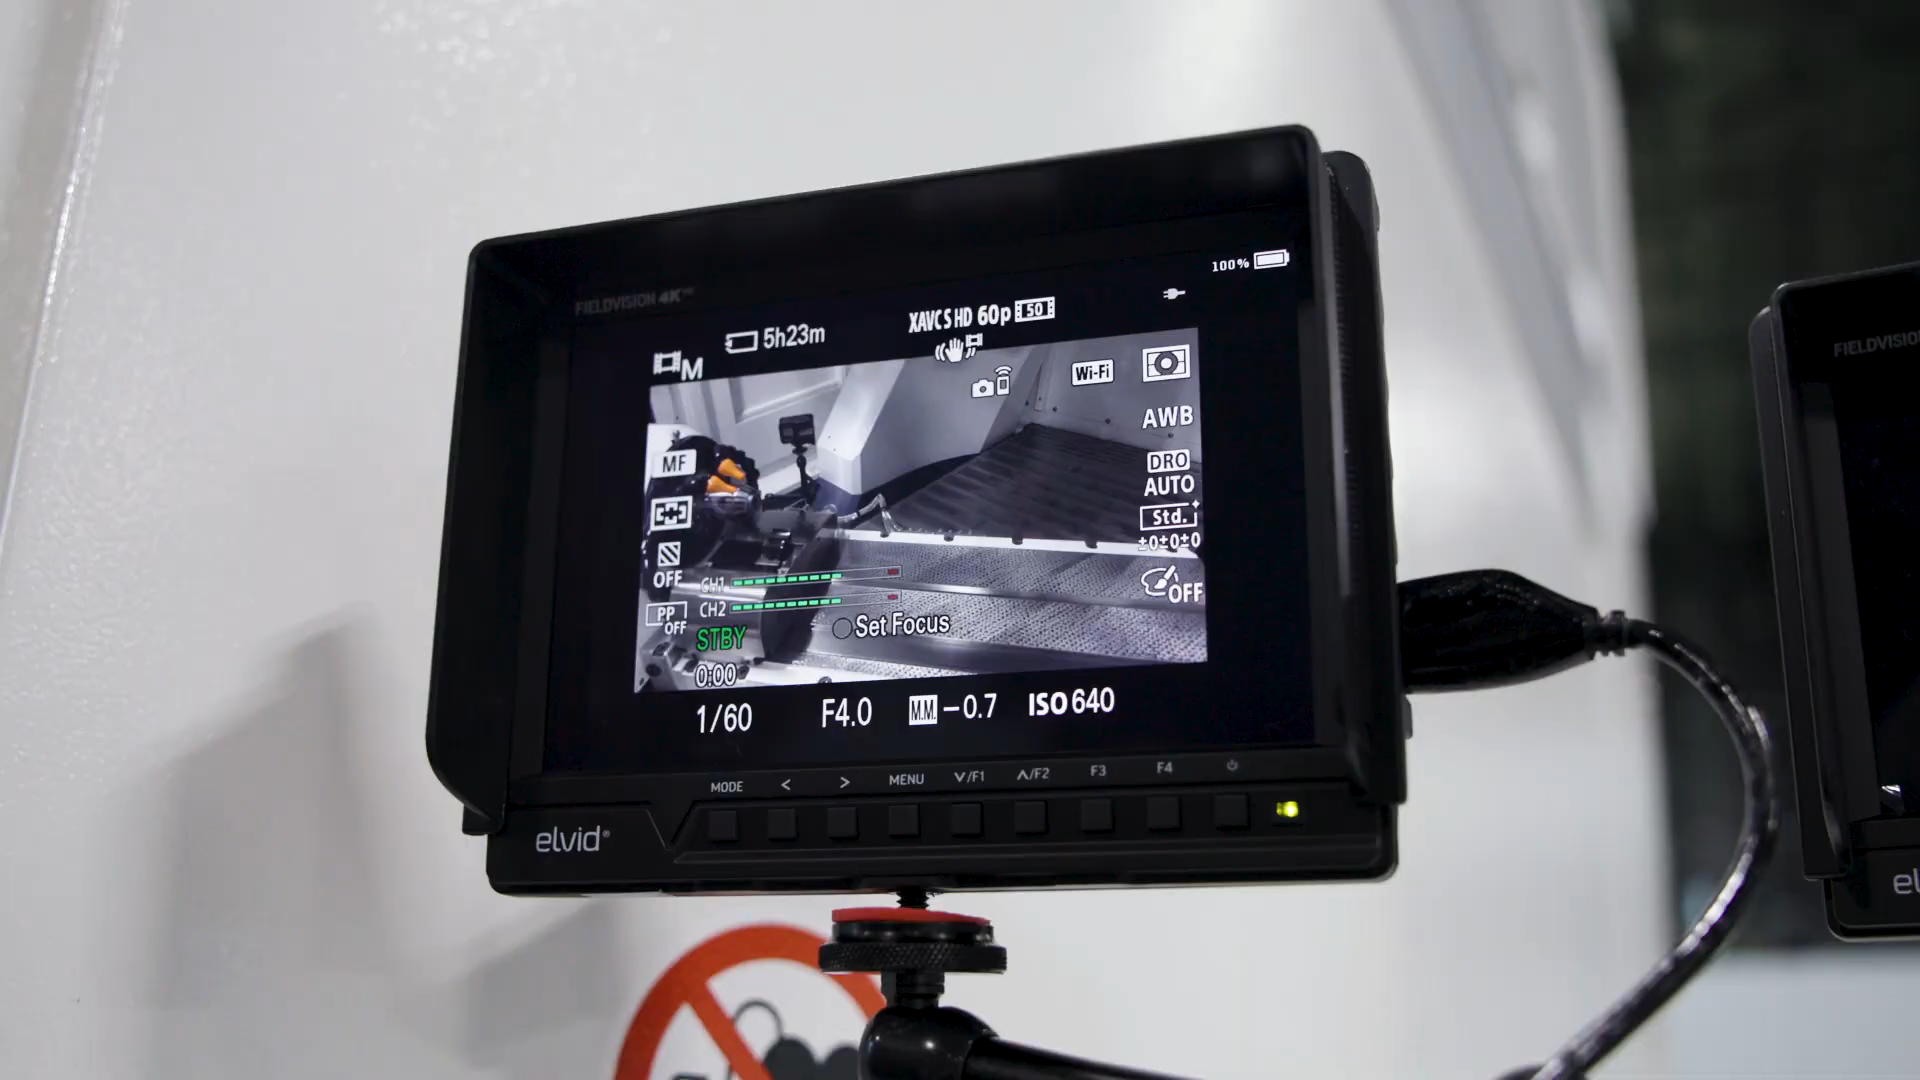 100%
FIELDVISION 4K
5h23m
XAVC S HD 60p 50
M
Wi-Fi
AWB
MF
DRO
AUTO
Std.
±0±0±0
OFF
OFF
CH1
CH2
PP
OFF
STBY
Set Focus
0:00
1/60
F4.0
M.M. -0.7
ISO 640
MODE < > MENU V/F1 Λ/F2 F3 F4
elvid®
FIELDVISIO
el